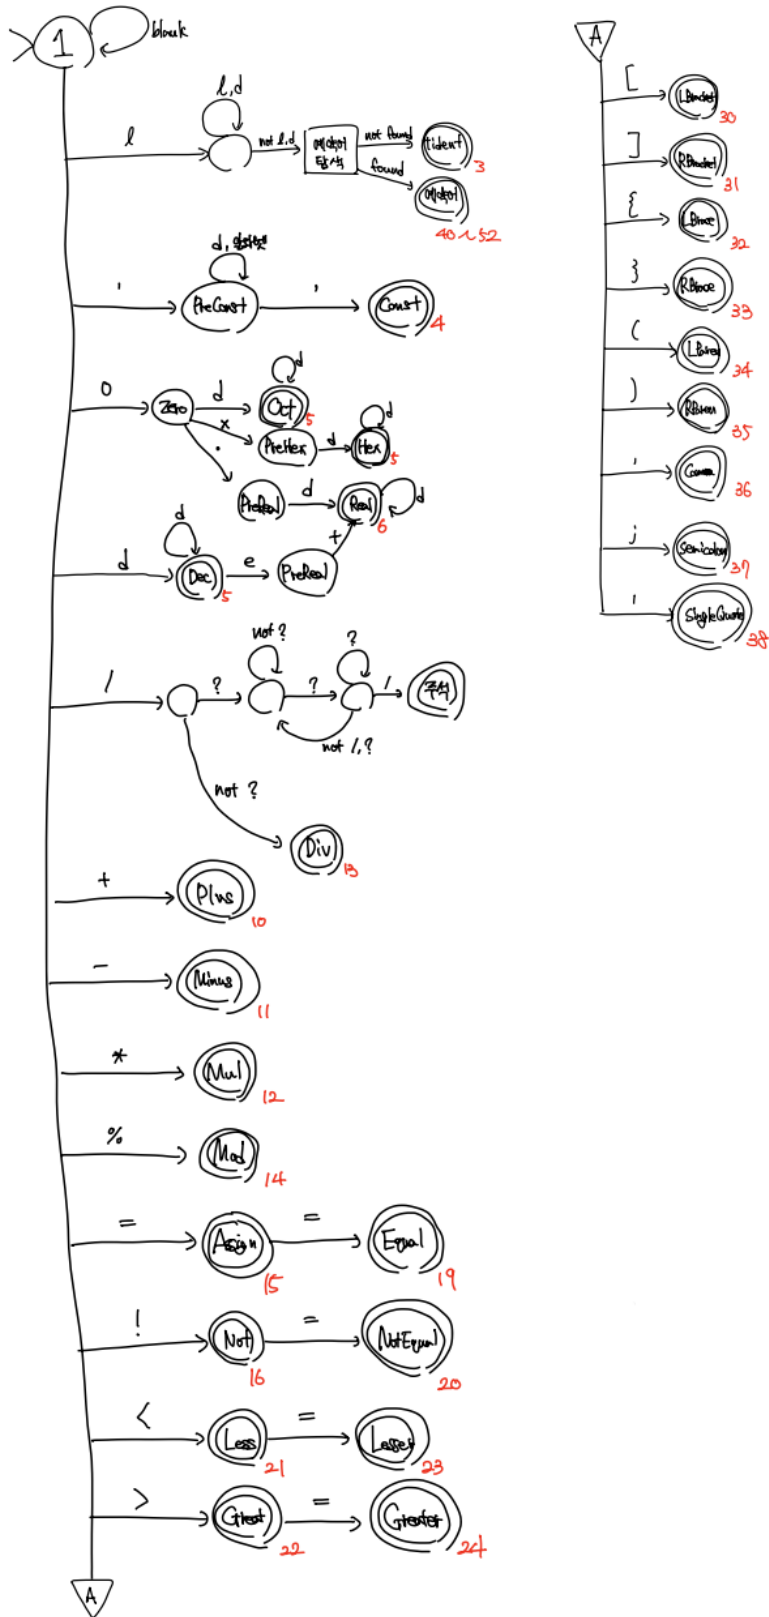 1 blank
A
l
l,d
not l,d
예약어
탐색
not found
tident
3
found
예약어
40~52
'
PreConst
'
Const
4
0
Zero
d
Oct
d
5
x
PreHex
d
Hex
d
5
.
PreReal
d
Real
d
6
d
d
Dec
5
e
PreReal
+
/
?
not ?
?
?
/
주석
not /,?
not ?
Div
13
+
Plus
10
-
Minus
11
*
Mul
12
%
Mod
14
=
Assign
15
=
Equal
19
!
Not
16
=
NotEqual
20
<
Less
21
=
Lesser
23
>
Great
22
=
Greater
24
A
[
LBracket
30
]
RBracket
31
{
LBrace
32
}
RBrace
33
(
LParen
34
)
RParen
35
,
Comma
36
;
Semicolon
37
'
SingleQuote
38